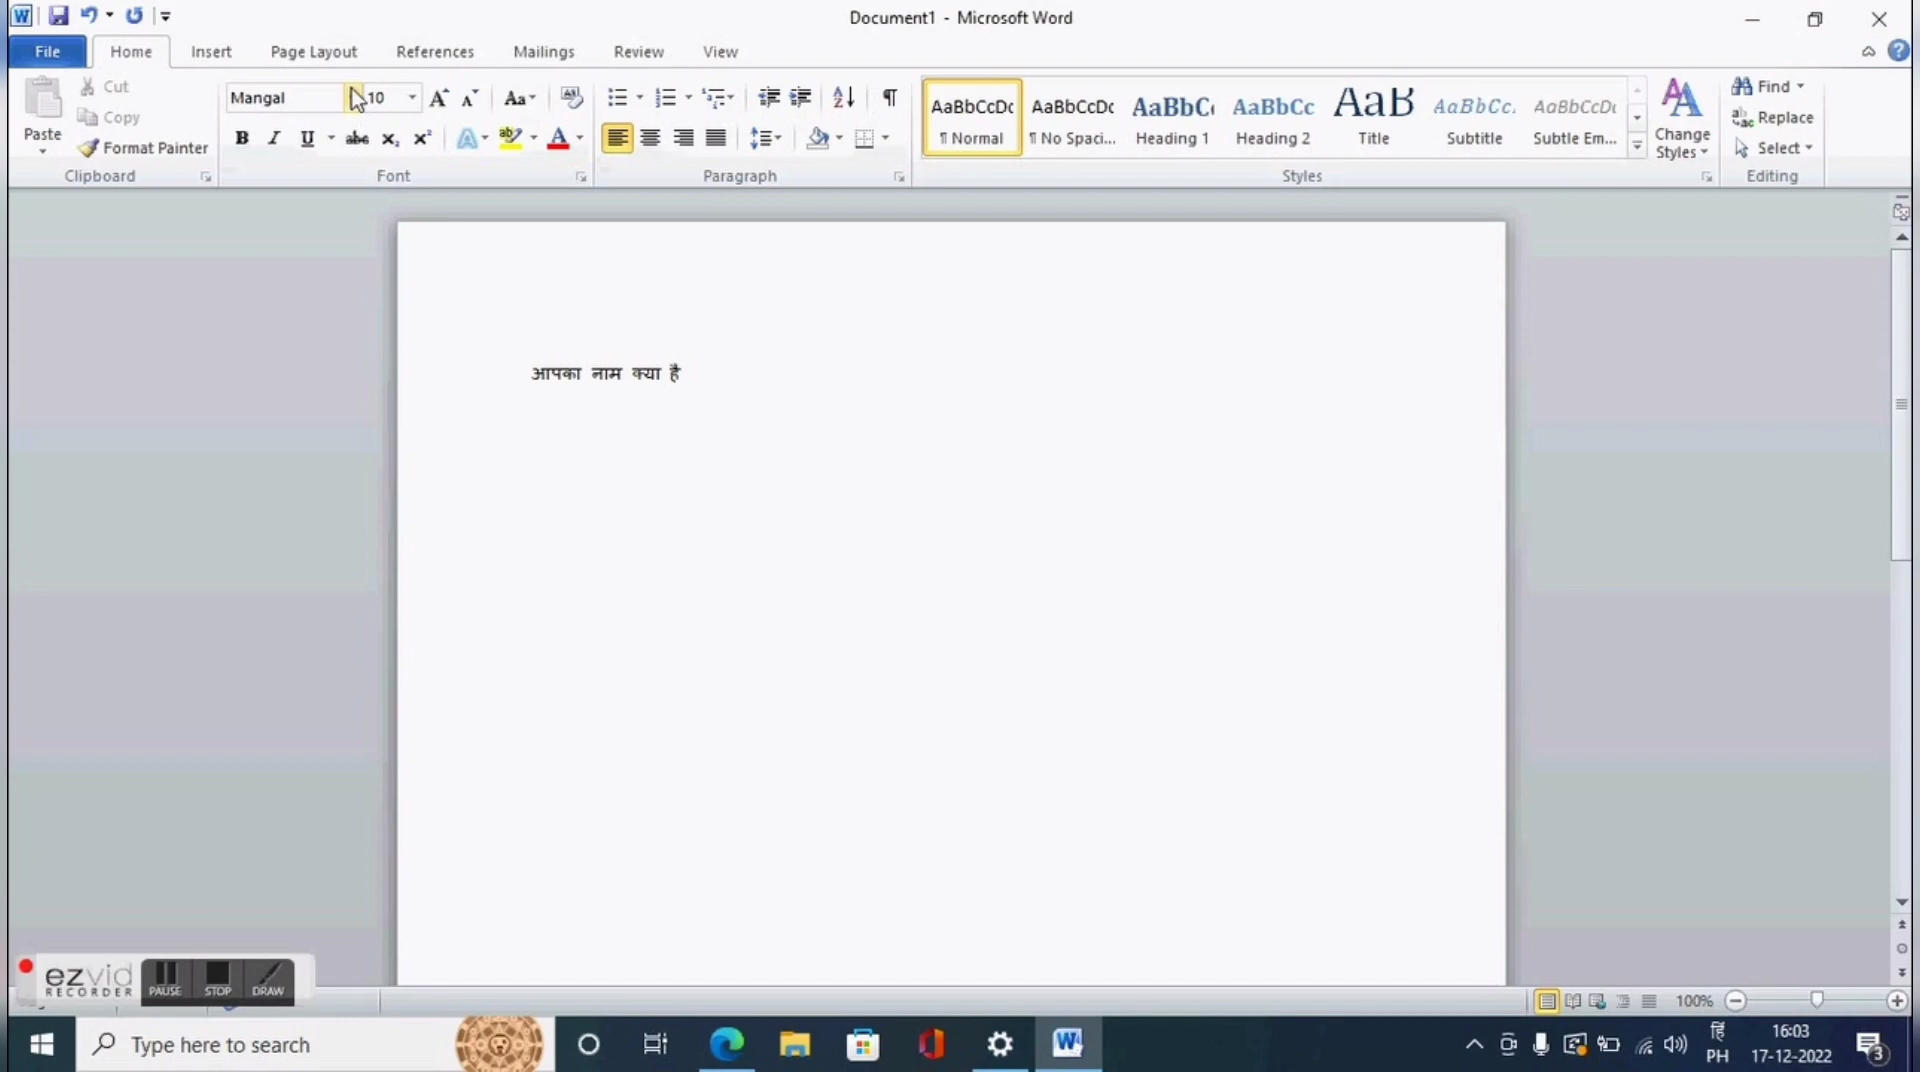 Document1 - Microsoft Word
File Home Insert Page Layout References Mailings Review View
Cut
Copy
Format Painter
Paste
Clipboard
Mangal 10
Font
Paragraph
AaBbCcDc AaBbCcDc AaBbC AaBbCc AaB AaBbCc. AaBbCcDc
¶ Normal ¶ No Spaci... Heading 1 Heading 2 Title Subtitle Subtle Em...
Change Styles
Styles
Find
Replace
Select
Editing
आपका नाम क्या है
ezvid
RECORDER
PAUSE STOP DRAW
100%
Type here to search
हिं
PH
16:03
17-12-2022
3